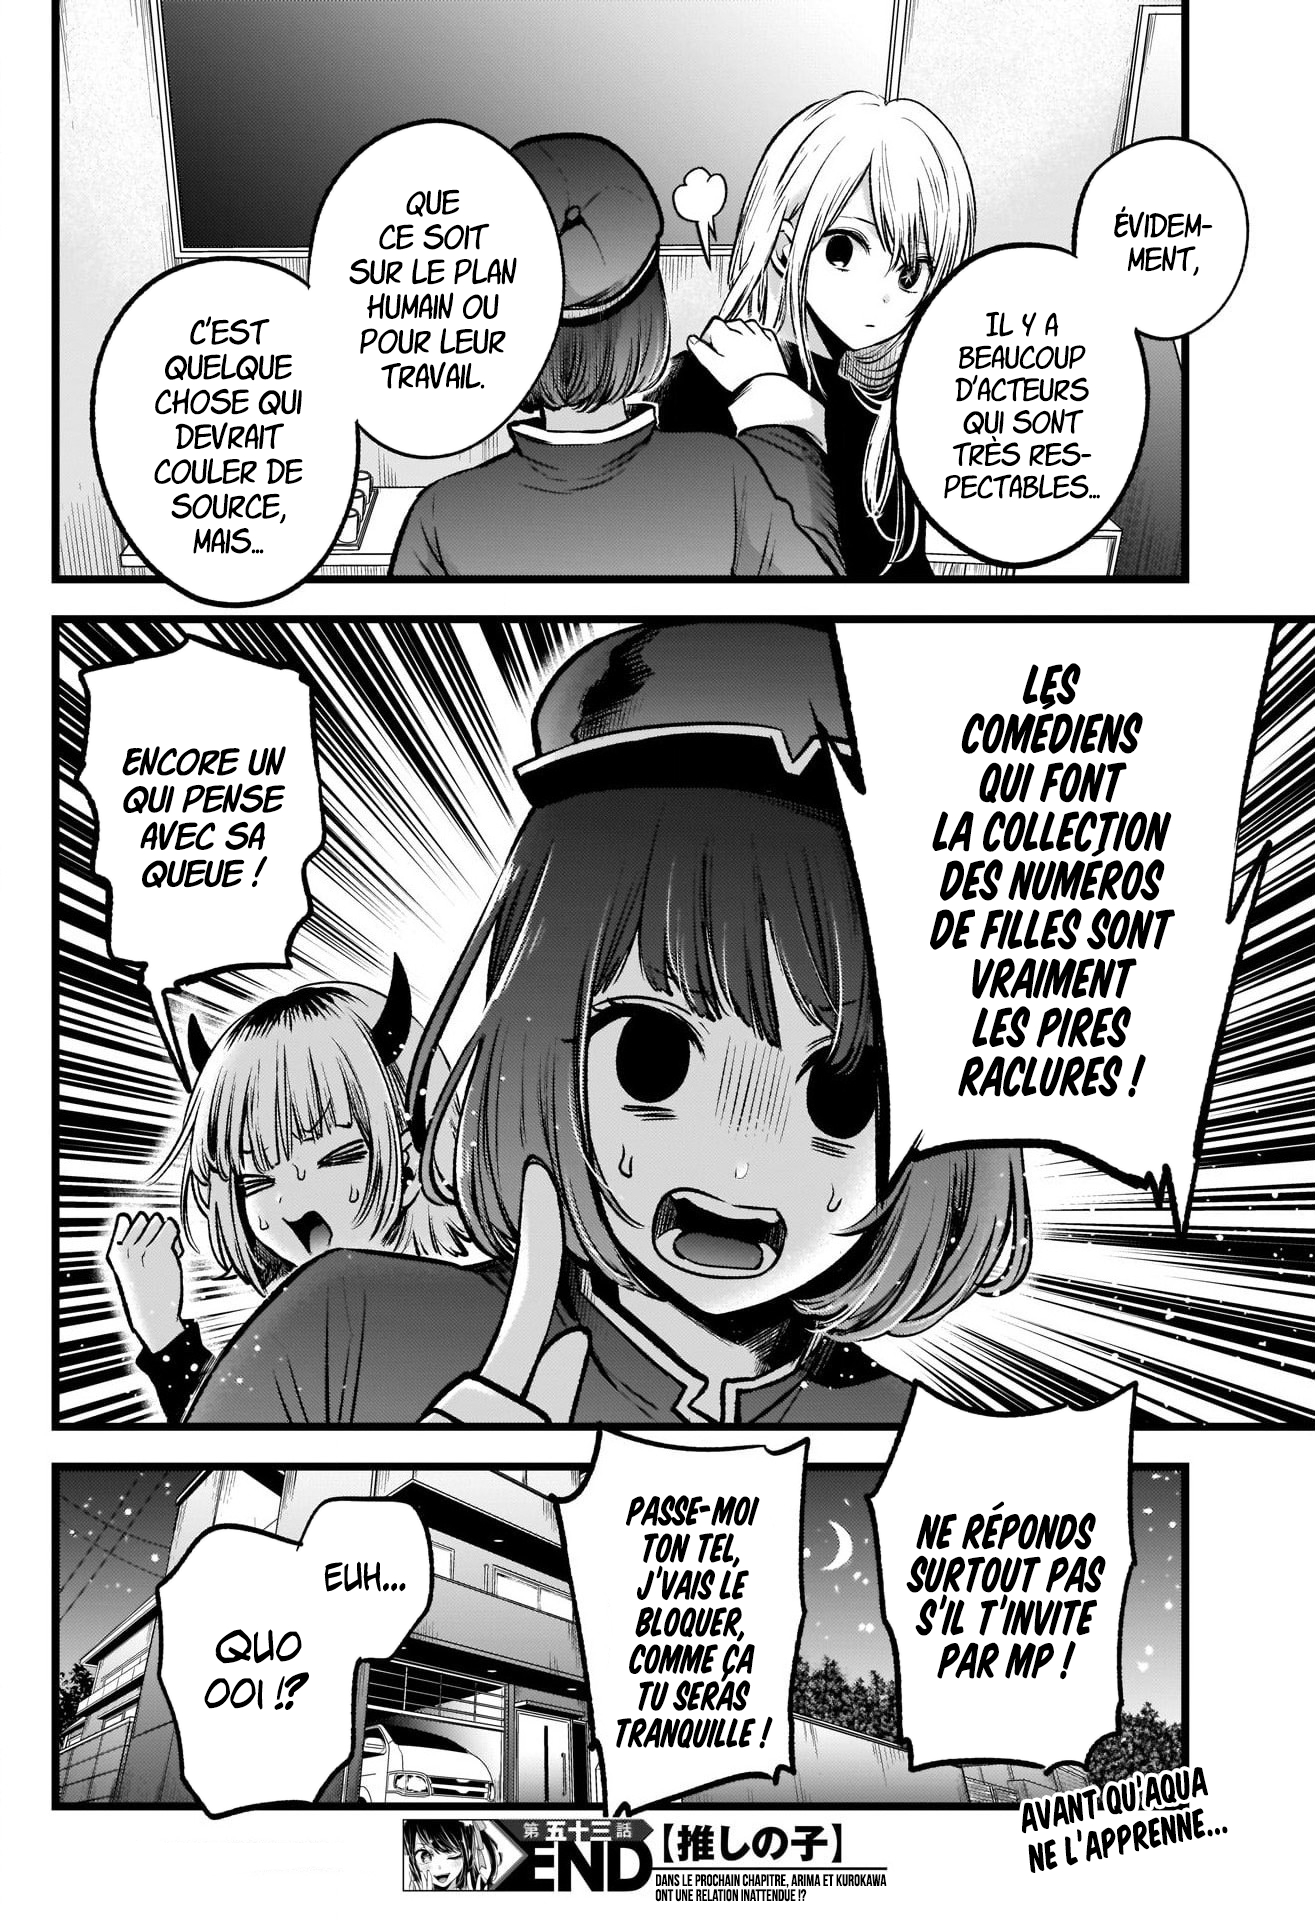 ÉVIDEM-
MENT,
IL Y A
BEAUCOUP
D'ACTEURS
QUI SONT
TRÈS RES-
PECTABLES...
QUE
CE SOIT
SUR LE PLAN
HUMAIN OU
POUR LEUR
TRAVAIL.
C'EST
QUELQUE
CHOSE QUI
DEVRAIT
COULER DE
SOURCE,
MAIS...
LES
COMÉDIENS
QUI FONT
LA COLLECTION
DES NUMÉROS
DE FILLES SONT
VRAIMENT
LES PIRES
RACLURES !
ENCORE UN
QUI PENSE
AVEC SA
QUEUE !
NE RÉPONDS
SURTOUT PAS
S'IL T'INVITE
PAR MP !
PASSE-MOI
TON TEL,
J'VAIS LE
BLOQUER,
COMME ÇA
TU SERAS
TRANQUILLE !
EUH...
QUO
OOI !?
AVANT QU'AQUA
NE L'APPRENNE...
第五十三話
END
【推しの子】
DANS LE PROCHAIN CHAPITRE, ARIMA ET KUROKAWA
ONT UNE RELATION INATTENDUE !?